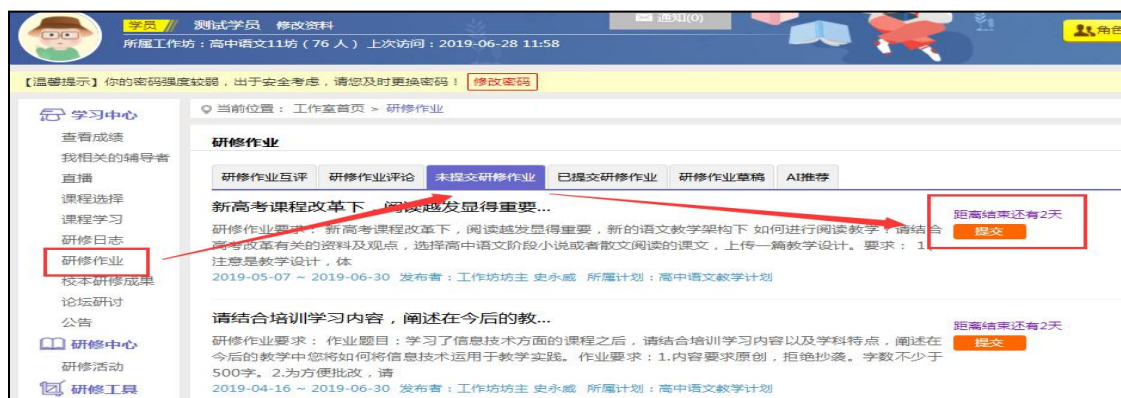 学员 测试学员 修改资料
通知(0)
角色
所属工作坊：高中语文11坊（76 人）上次访问：2019-06-28 11:58
【温馨提示】你的密码强度较弱，出于安全考虑，请您及时更换密码！ 修改密码
学习中心
查看成绩
我相关的辅导者
直播
课程选择
课程学习
研修日志
研修作业
校本研修成果
论坛研讨
公告
研修中心
研修活动
研修工具
当前位置： 工作室首页 > 研修作业
研修作业
研修作业互评 研修作业评论 未提交研修作业 已提交研修作业 研修作业草稿 AI推荐
新高考课程改革下，阅读越发显得重要...
距离结束还有2天
提交
研修作业要求： 新高考课程改革下，阅读越发显得重要，新的语文教学架构下 如何进行阅读教学？请结合
高考改革有关的资料及观点，选择高中语文阶段小说或者散文阅读的课文，上传一篇教学设计。要求： 1、
注意是教学设计，体
2019-05-07 ~ 2019-06-30 发布者：工作坊坊主 史永威 所属计划：高中语文教学计划
请结合培训学习内容，阐述在今后的教...
距离结束还有2天
提交
研修作业要求： 作业题目：学习了信息技术方面的课程之后，请结合培训学习内容以及学科特点，阐述在
今后的教学中您将如何将信息技术运用于教学实践。作业要求：1.内容要求原创，拒绝抄袭。字数不少于
500字。2.为方便批改，请
2019-04-16 ~ 2019-06-30 发布者：工作坊坊主 史永威 所属计划：高中语文教学计划